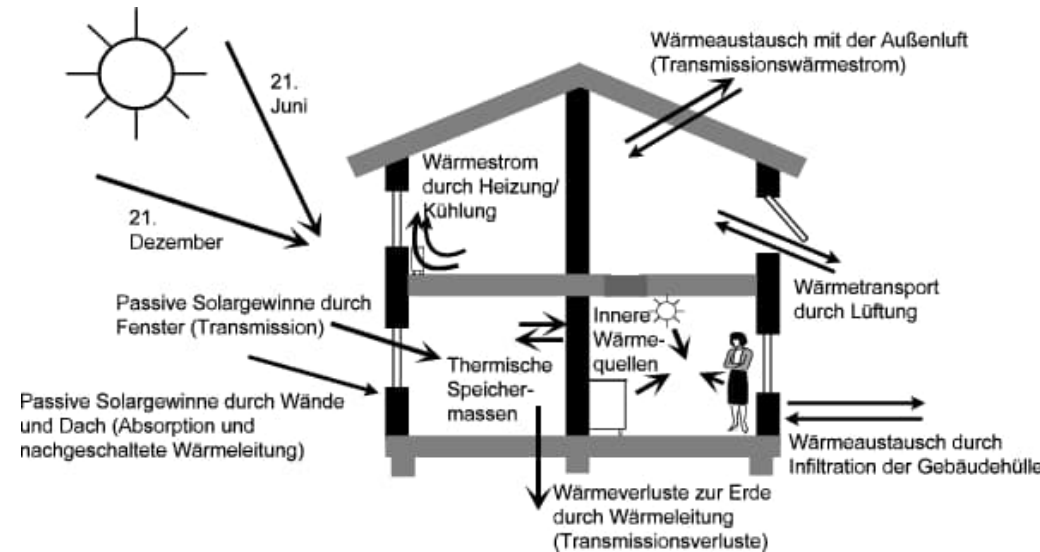 Wärmeaustausch mit der Außenluft
(Transmissionswärmestrom)
21.
Juni
Wärmestrom
durch Heizung/
Kühlung
21.
Dezember
Wärmetransport
durch Lüftung
Passive Solargewinne durch
Fenster (Transmission)
Innere
Wärme-
quellen
Thermische
Speicher-
massen
Passive Solargewinne durch Wände
und Dach (Absorption und
nachgeschaltete Wärmeleitung)
Wärmeaustausch durch
Infiltration der Gebäudehülle
Wärmeverluste zur Erde
durch Wärmeleitung
(Transmissionsverluste)